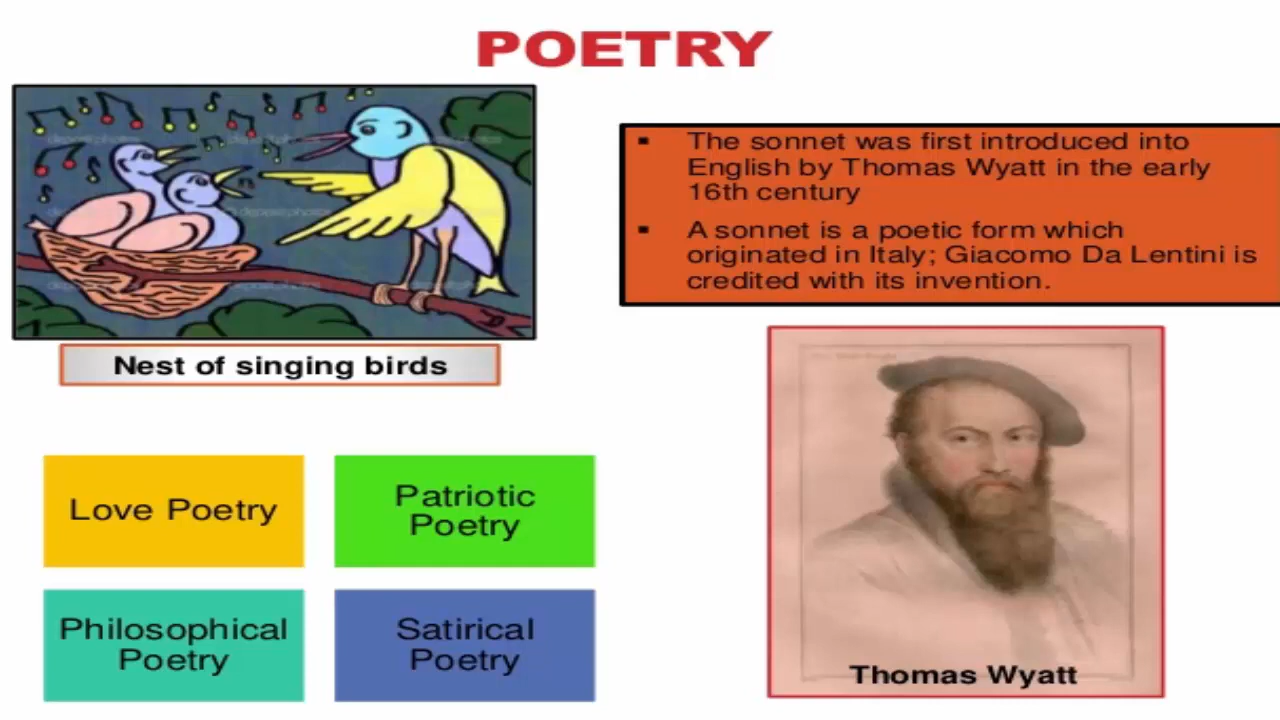 POETRY
depositphotos
depositphotos
Nest of singing birds
▪ The sonnet was first introduced into
English by Thomas Wyatt in the early
16th century
▪ A sonnet is a poetic form which
originated in Italy; Giacomo Da Lentini is
credited with its invention.
Love Poetry
Patriotic
Poetry
Philosophical
Poetry
Satirical
Poetry
Thomas Wyatt